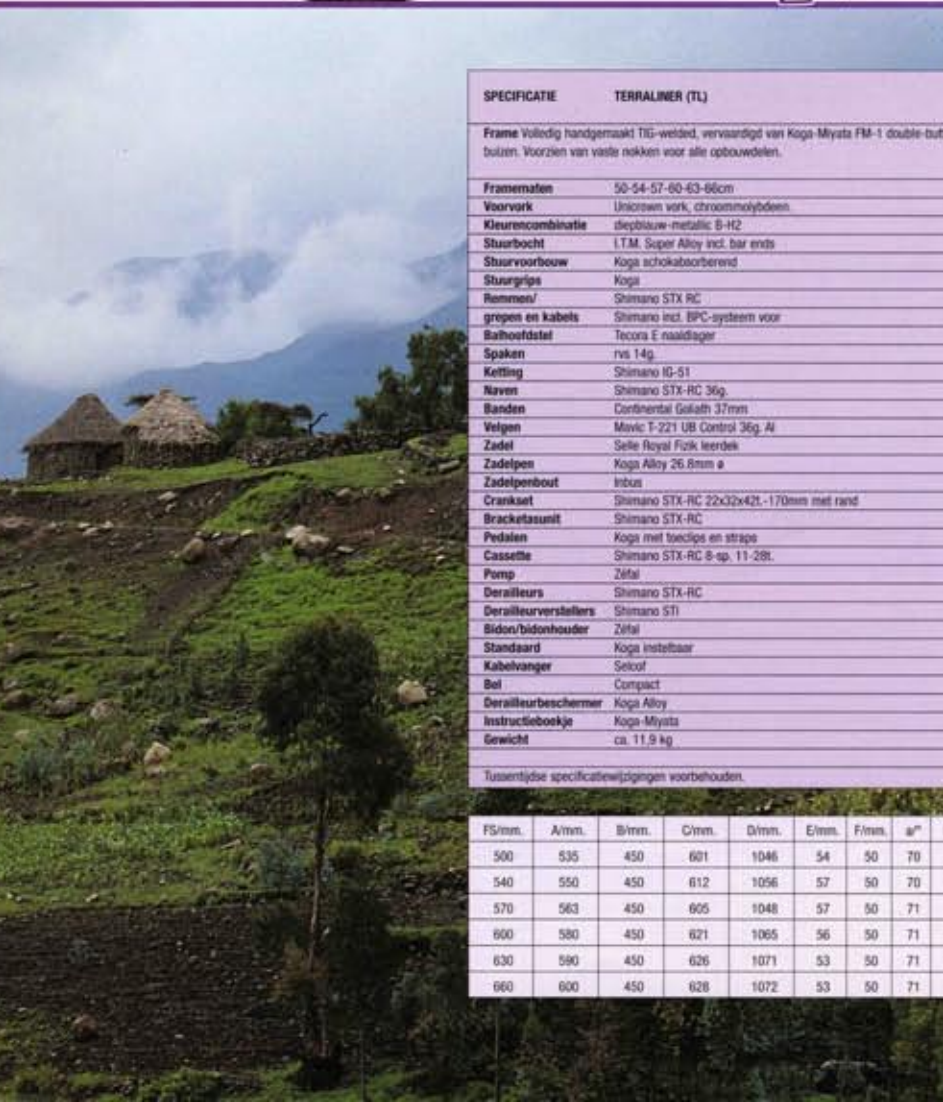 SPECIFICATIE TERRALINER (TL)
Frame Volledig handgemaakt TIG-welded, vervaardigd van Koga-Miyata FM-1 double-but
buizen. Voorzien van vaste nokken voor alle opbouwdelen.
Framematen 50-54-57-60-63-66cm
Voorvork Unicrown vork, chroommolybdeen.
Kleurencombinatie diepblauw-metallic B-H2
Stuurbocht I.T.M. Super Alloy incl. bar ends
Stuurvoorbouw Koga schokabsorberend
Stuurgrips Koga
Remmen/ Shimano STX RC
grepen en kabels Shimano incl. BPC-systeem voor
Balhoofdstel Tecora E naaldlager
Spaken rvs 14g.
Ketting Shimano IG-51
Naven Shimano STX-RC 36g.
Banden Continental Goliath 37mm
Velgen Mavic T-221 UB Control 36g. Al
Zadel Selle Royal Fizik leerdek
Zadelpen Koga Alloy 26.8mm ø
Zadelpenbout Inbus
Crankset Shimano STX-RC 22x32x42t.-170mm met rand
Bracketasunit Shimano STX-RC
Pedalen Koga met toeclips en straps
Cassette Shimano STX-RC 8-sp. 11-28t.
Pomp Zéfal
Derailleurs Shimano STX-RC
Derailleurverstellers Shimano STI
Bidon/bidonhouder Zéfal
Standaard Koga instelbaar
Kabelvanger Selcof
Bel Compact
Derailleurbeschermer Koga Alloy
Instructieboekje Koga-Miyata
Gewicht ca. 11,9 kg
Tussentijdse specificatiewijzigingen voorbehouden.
FS/mm. A/mm. B/mm. C/mm. D/mm. E/mm. F/mm.
500 535 450 601 1046 54 50 70
540 550 450 612 1056 57 50 70
570 563 450 605 1048 57 50 71
600 580 450 621 1065 56 50 71
630 590 450 626 1071 53 50 71
660 600 450 628 1072 53 50 71